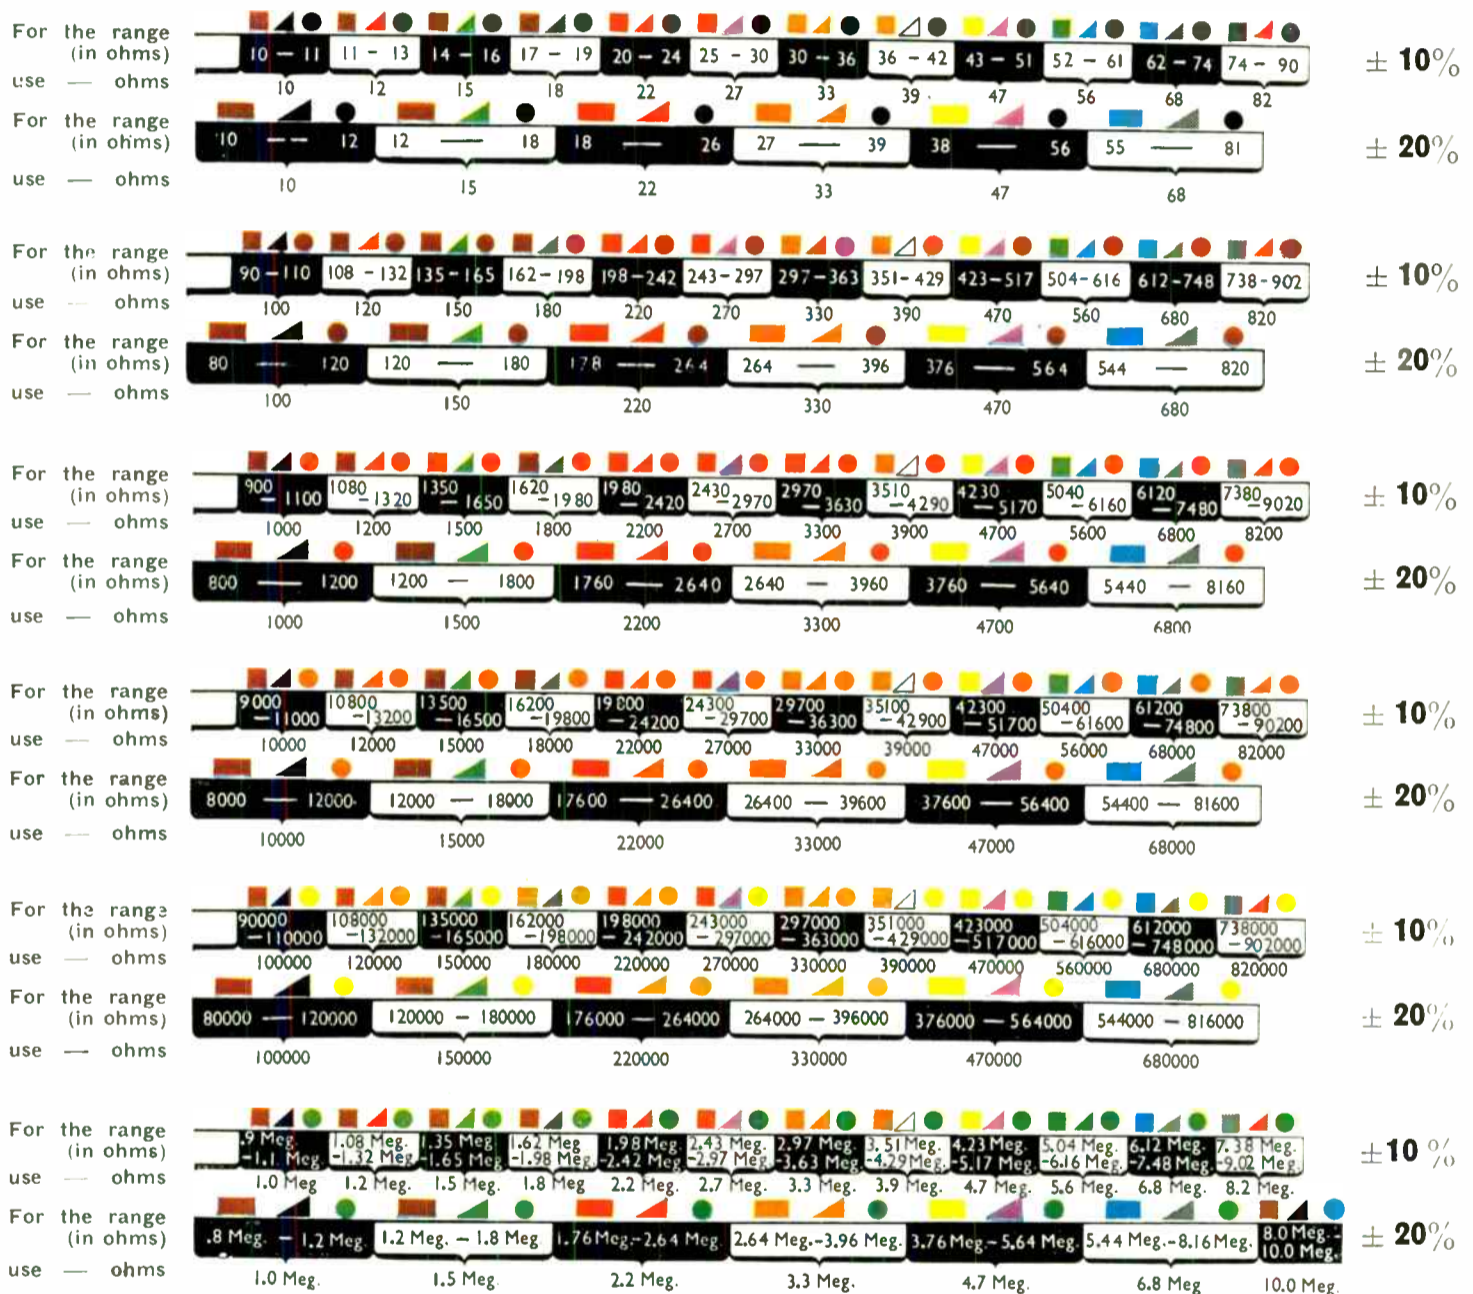 For the range
(in ohms) 10 — 11 11 - 13 14 — 16 17 - 19 20 — 24 25 - 30 30 — 36 36 - 42 43 — 51 52 - 61 62 — 74 74 - 90 ± 10%
use — ohms 10 12 15 18 22 27 33 39 47 56 68 82
For the range
(in ohms) 10 — 12 12 — 18 18 — 26 27 — 39 38 — 56 55 — 81 ± 20%
use — ohms 10 15 22 33 47 68
For the range
(in ohms) 90 — 110 108 - 132 135 - 165 162 - 198 198 - 242 243 - 297 297 - 363 351 - 429 423 - 517 504 - 616 612 - 748 738 - 902 ± 10%
use — ohms 100 120 150 180 220 270 330 390 470 560 680 820
For the range
(in ohms) 80 — 120 120 — 180 178 — 264 264 — 396 376 — 564 544 — 820 ± 20%
use — ohms 100 150 220 330 470 680
For the range 900 1080 1350 1620 1980 2430 2970 3510 4230 5040 6120 7380
(in ohms) —1100 —1320 —1650 —1980 —2420 —2970 —3630 —4290 —5170 —6160 —7480 —9020 ± 10%
use — ohms 1000 1200 1500 1800 2200 2700 3300 3900 4700 5600 6800 8200
For the range
(in ohms) 800 — 1200 1200 — 1800 1760 — 2640 2640 — 3960 3760 — 5640 5440 — 8160 ± 20%
use — ohms 1000 1500 2200 3300 4700 6800
For the range 9000 10800 13500 16200 19800 24300 29700 35100 42300 50400 61200 73800
(in ohms) —11000 —13200 —16500 —19800 —24200 —29700 —36300 —42900 —51700 —61600 —74800 —90200 ± 10%
use — ohms 10000 12000 15000 18000 22000 27000 33000 39000 47000 56000 68000 82000
For the range
(in ohms) 8000 — 12000 12000 — 18000 17600 — 26400 26400 — 39600 37600 — 56400 54400 — 81600 ± 20%
use — ohms 10000 15000 22000 33000 47000 68000
For the range 90000 108000 135000 162000 198000 243000 297000 351000 423000 504000 612000 738000
(in ohms) —110000 —132000 —165000 —198000 —242000 —297000 —363000 —429000 —517000 —616000 —748000 —902000 ± 10%
use — ohms 100000 120000 150000 180000 220000 270000 330000 390000 470000 560000 680000 820000
For the range
(in ohms) 80000 — 120000 120000 — 180000 176000 — 264000 264000 — 396000 376000 — 564000 544000 — 816000 ± 20%
use — ohms 100000 150000 220000 330000 470000 680000
For the range .9 Meg. 1.08 Meg. 1.35 Meg. 1.62 Meg 1.98 Meg. 2.43 Meg. 2.97 Meg. 3.51 Meg. 4.23 Meg. 5.04 Meg. 6.12 Meg. 7.38 Meg.
(in ohms) -1.1 Meg -1.32 Meg -1.65 Meg. -1.98 Meg. -2.42 Meg. -2.97 Meg. -3.63 Meg. -4.29 Meg. -5.17 Meg. -6.16 Meg. -7.48 Meg. -9.02 Meg. ±10 %
use — ohms 1.0 Meg 1.2 Meg. 1.5 Meg. 1.8 Meg 2.2 Meg. 2.7 Meg. 3.3 Meg. 3.9 Meg. 4.7 Meg. 5.6 Meg. 6.8 Meg. 8.2 Meg.
For the range
(in ohms) .8 Meg. - 1.2 Meg. 1.2 Meg. - 1.8 Meg. 1.76 Meg.-2.64 Meg. 2.64 Meg.-3.96 Meg. 3.76 Meg.-5.64 Meg. 5.44 Meg.-8.16 Meg. 8.0 Meg.- 10.0 Meg. ± 20%
use — ohms 1.0 Meg. 1.5 Meg. 2.2 Meg. 3.3 Meg. 4.7 Meg. 6.8 Meg 10.0 Meg.